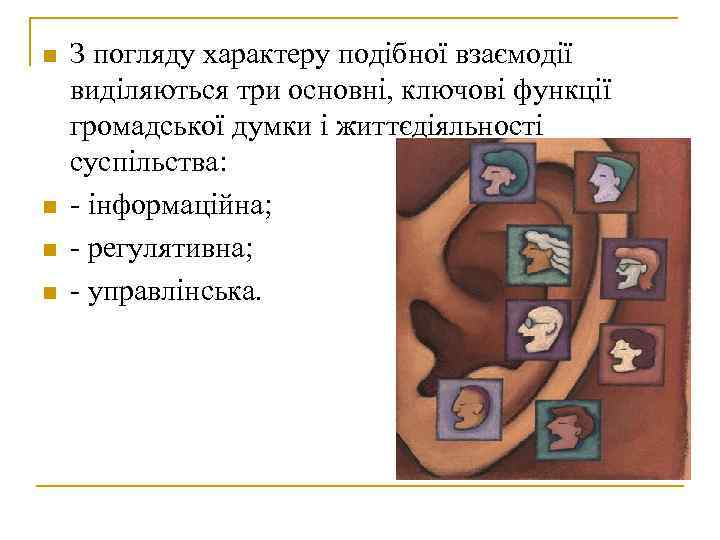 З погляду характеру подібної взаємодії
виділяються три основні, ключові функції
громадської думки і життєдіяльності
суспільства:
- інформаційна;
- регулятивна;
- управлінська.